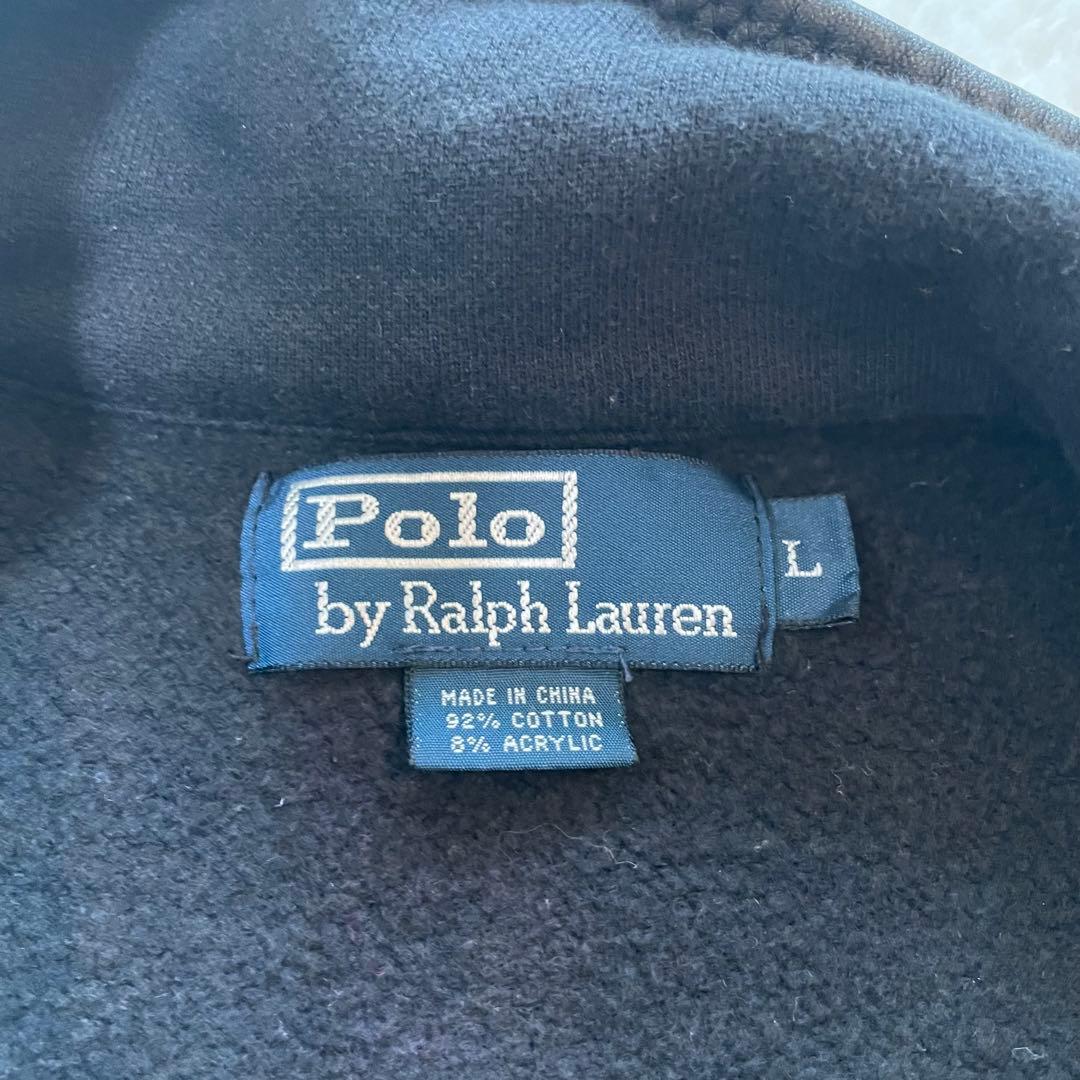 Polo
by Ralph Lauren
L
MADE IN CHINA
92% COTTON
8% ACRYLIC